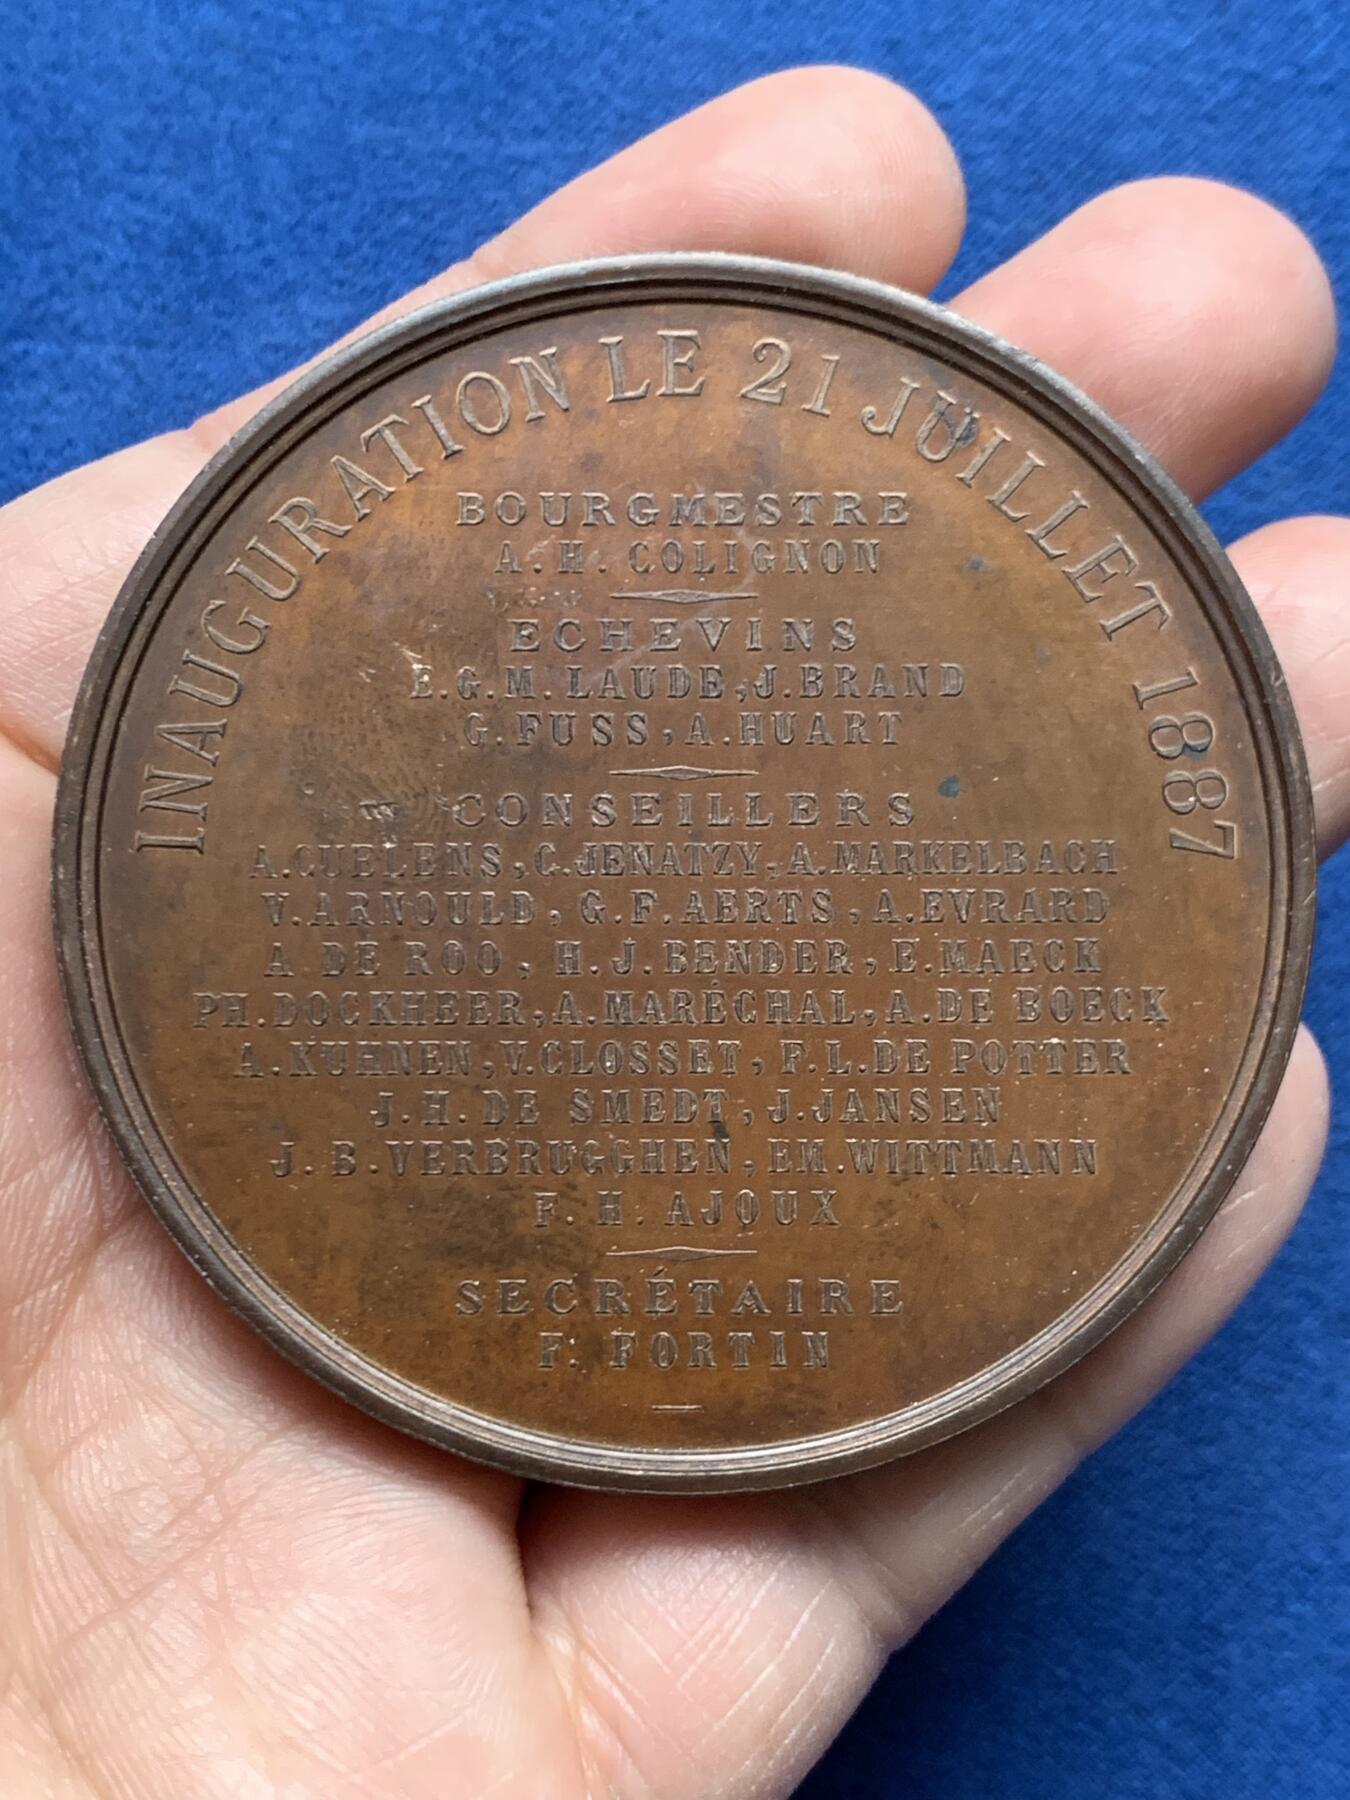 INAUGURATION LE 21 JUILLET 1887
BOURGMESTRE
A. H. COLIGNON
ECHEVINS
E.G.M. LAUDE, J. BRAND
G. FUSS, A. HUART
CONSEILLERS
A. CUELENS, C. JENATZY, A. MARKELBACH
V. ARNOULD, G. F. AERTS, A. EVRARD
A DE ROO, H. J. BENDER, E. MAECK
PH. DOCKHEER, A. MARÉCHAL, A. DE BOECK
A. KUHNEN, V. CLOSSET, F. L. DE POTTER
J. H. DE SMEDT, J. JANSEN
J. B. VERBRUGGHEN, EM. WITTMANN
F. H. AJOUX
SECRÉTAIRE
F. FORTIN